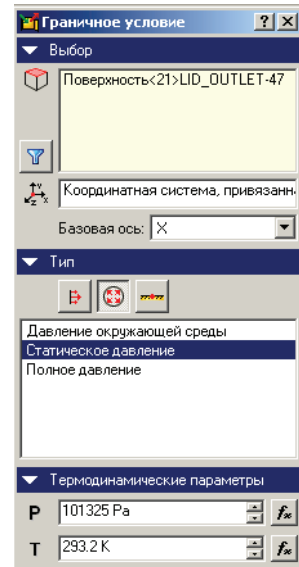 Граничное условие
Выбор
Поверхность<21>LID_OUTLET-47
Координатная система, привязанн
Базовая ось: X
Тип
Давление окружающей среды
Статическое давление
Полное давление
Термодинамические параметры
P 101325 Pa
T 293.2 K